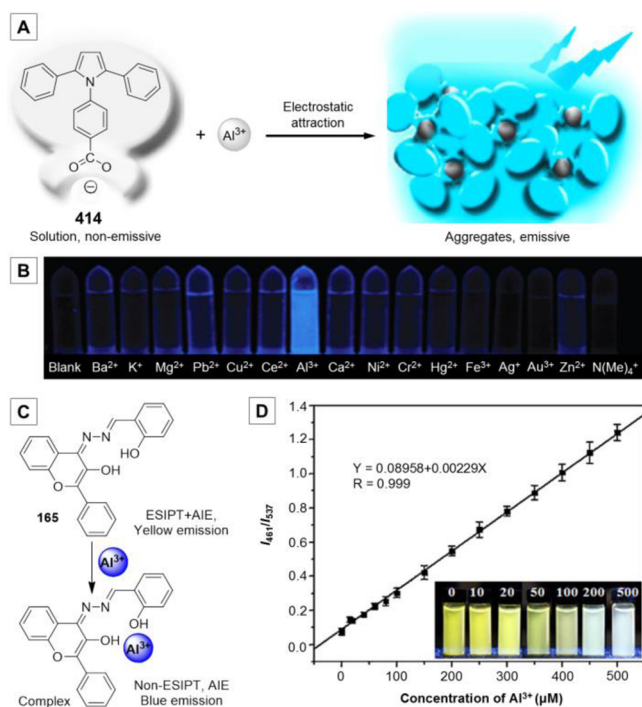 A
N
C
O O
⊖
414
Solution, non-emissive
+
Al³⁺
Electrostatic
attraction
Aggregates, emissive
B
Blank Ba²⁺ K⁺ Mg²⁺ Pb²⁺ Cu²⁺ Ce²⁺ Al³⁺ Ca²⁺ Ni²⁺ Cr²⁺ Hg²⁺ Fe³⁺ Ag⁺ Au³⁺ Zn²⁺ N(Me)₄⁺
C
N-N
HO
OH
O
165
ESIPT+AIE,
Yellow emission
Al³⁺
N-N
OH
OH
Al³⁺
O
Complex
Non-ESIPT, AIE
Blue emission
D
I₄₆₁/I₅₃₇
1.4
1.2
1.0
0.8
0.6
0.4
0.2
0.0
Y = 0.08958+0.00229X
R = 0.999
0 10 20 50 100 200 500
0 100 200 300 400 500
Concentration of Al³⁺ (μM)